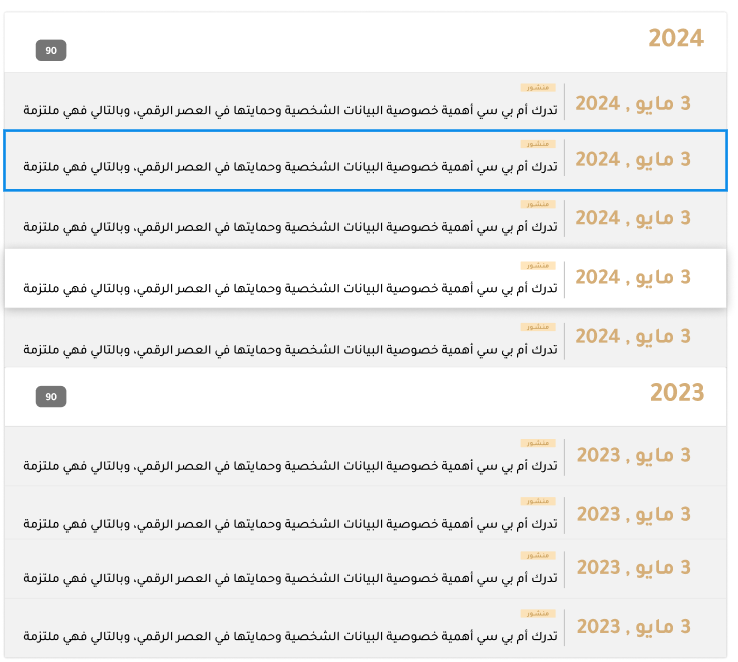 2024
90
3 مايو , 2024
منشور
تدرك أم بي سي أهمية خصوصية البيانات الشخصية وحمايتها في العصر الرقمي، وبالتالي فهي ملتزمة
3 مايو , 2024
منشور
تدرك أم بي سي أهمية خصوصية البيانات الشخصية وحمايتها في العصر الرقمي، وبالتالي فهي ملتزمة
3 مايو , 2024
منشور
تدرك أم بي سي أهمية خصوصية البيانات الشخصية وحمايتها في العصر الرقمي، وبالتالي فهي ملتزمة
3 مايو , 2024
منشور
تدرك أم بي سي أهمية خصوصية البيانات الشخصية وحمايتها في العصر الرقمي، وبالتالي فهي ملتزمة
3 مايو , 2024
منشور
تدرك أم بي سي أهمية خصوصية البيانات الشخصية وحمايتها في العصر الرقمي، وبالتالي فهي ملتزمة
2023
90
3 مايو , 2023
منشور
تدرك أم بي سي أهمية خصوصية البيانات الشخصية وحمايتها في العصر الرقمي، وبالتالي فهي ملتزمة
3 مايو , 2023
منشور
تدرك أم بي سي أهمية خصوصية البيانات الشخصية وحمايتها في العصر الرقمي، وبالتالي فهي ملتزمة
3 مايو , 2023
منشور
تدرك أم بي سي أهمية خصوصية البيانات الشخصية وحمايتها في العصر الرقمي، وبالتالي فهي ملتزمة
3 مايو , 2023
منشور
تدرك أم بي سي أهمية خصوصية البيانات الشخصية وحمايتها في العصر الرقمي، وبالتالي فهي ملتزمة